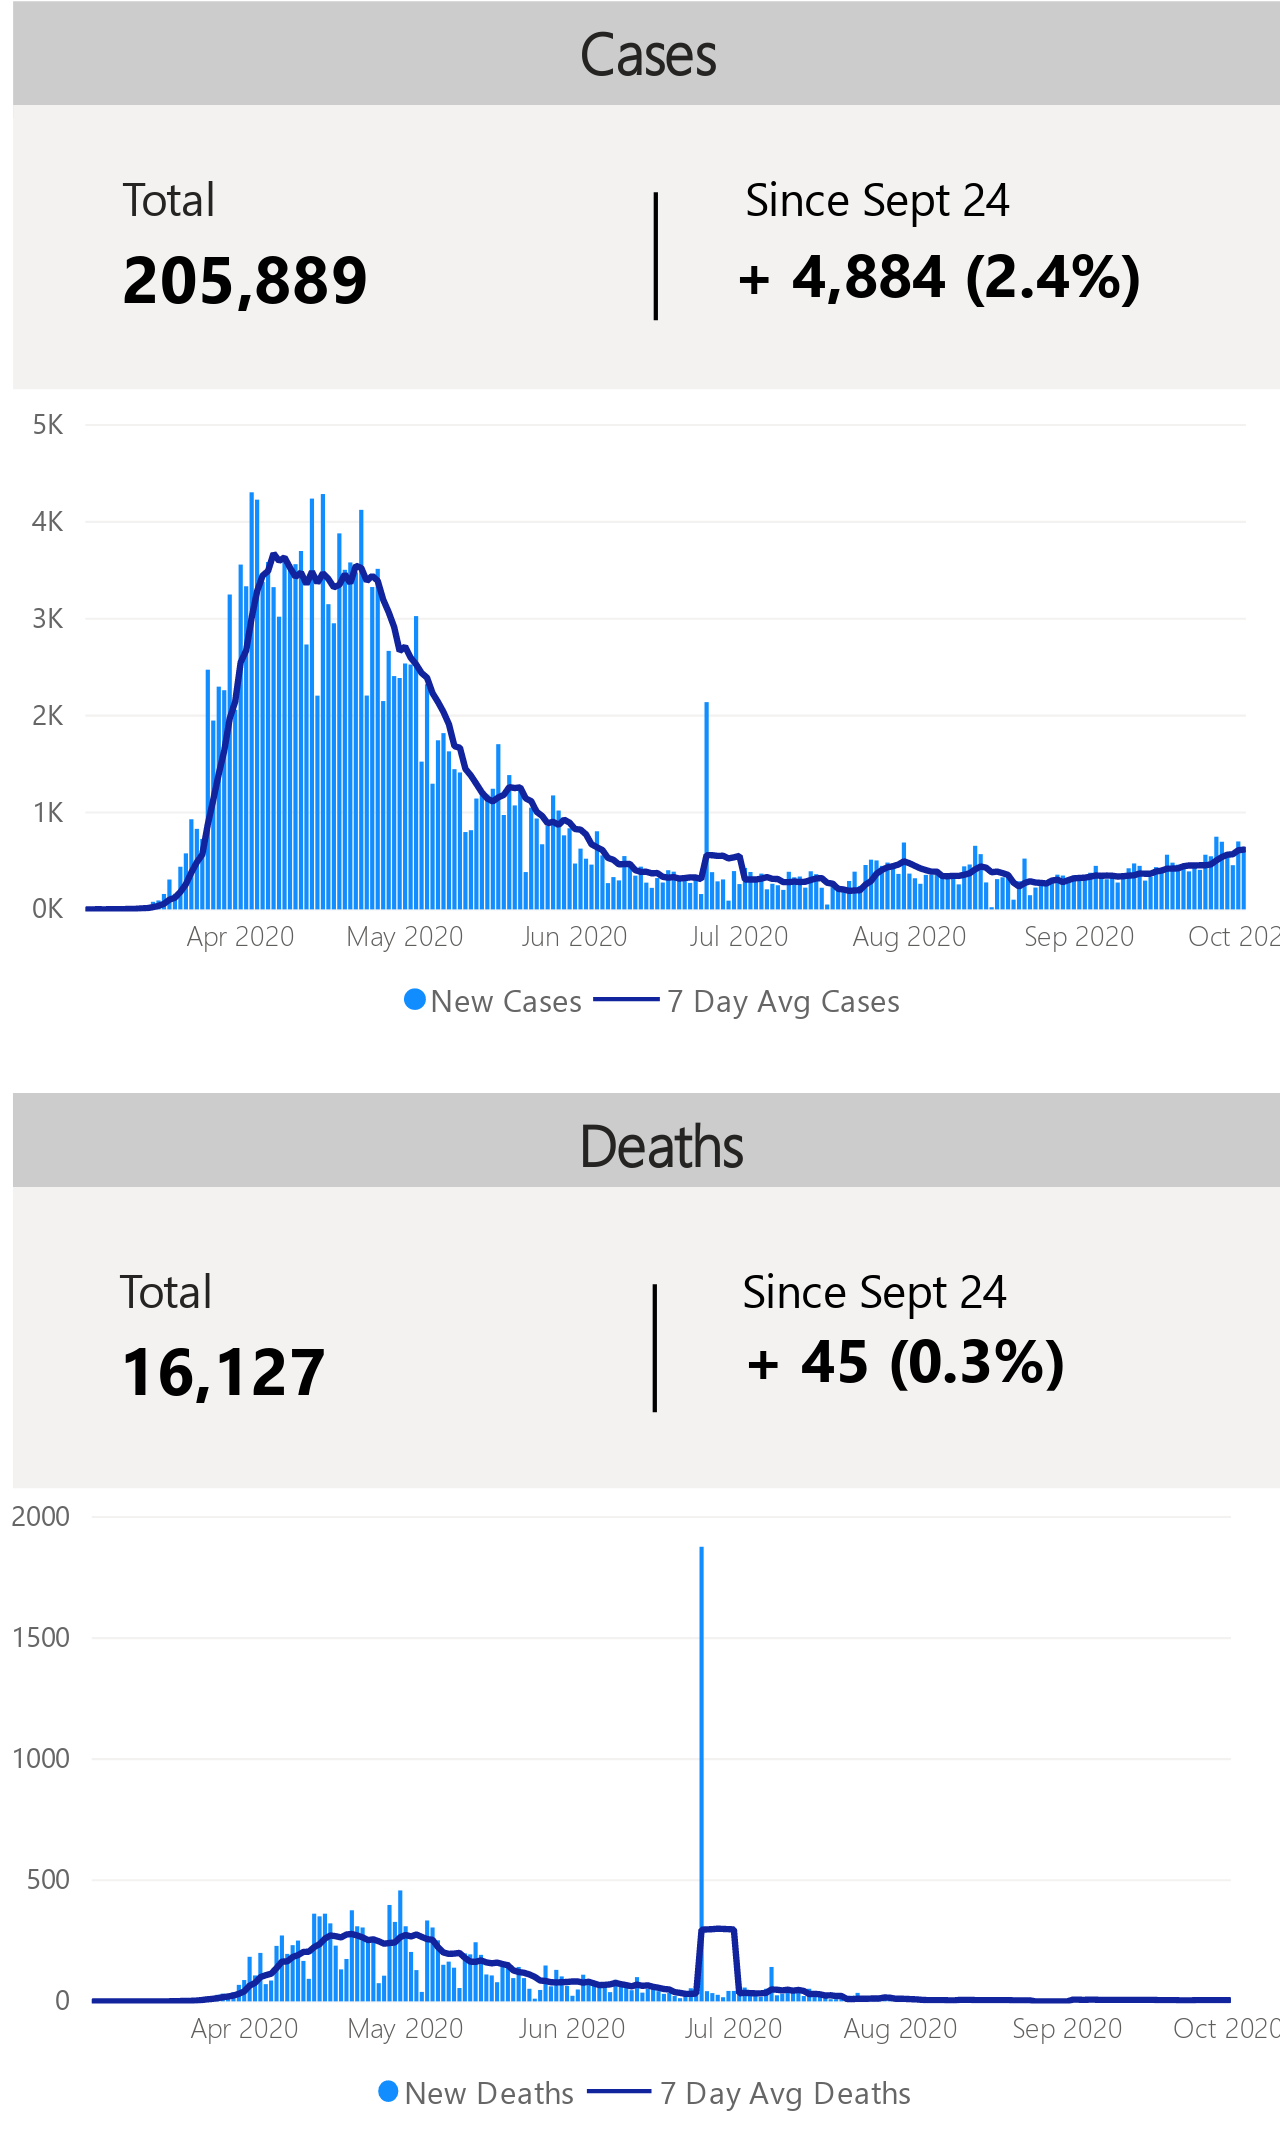 Cases
Total
Since Sept 24
205,889
+ 4,884 (2.4%)
5K
4K
3K
2K
1K
0K
Apr 2020 May 2020 Jun 2020 Jul 2020 Aug 2020 Sep 2020 Oct 202
New Cases 7 Day Avg Cases
Deaths
Total
Since Sept 24
16,127
+ 45 (0.3%)
2000
1500
1000
500
0
Apr 2020 May 2020 Jun 2020 Jul 2020 Aug 2020 Sep 2020 Oct 2020
New Deaths 7 Day Avg Deaths